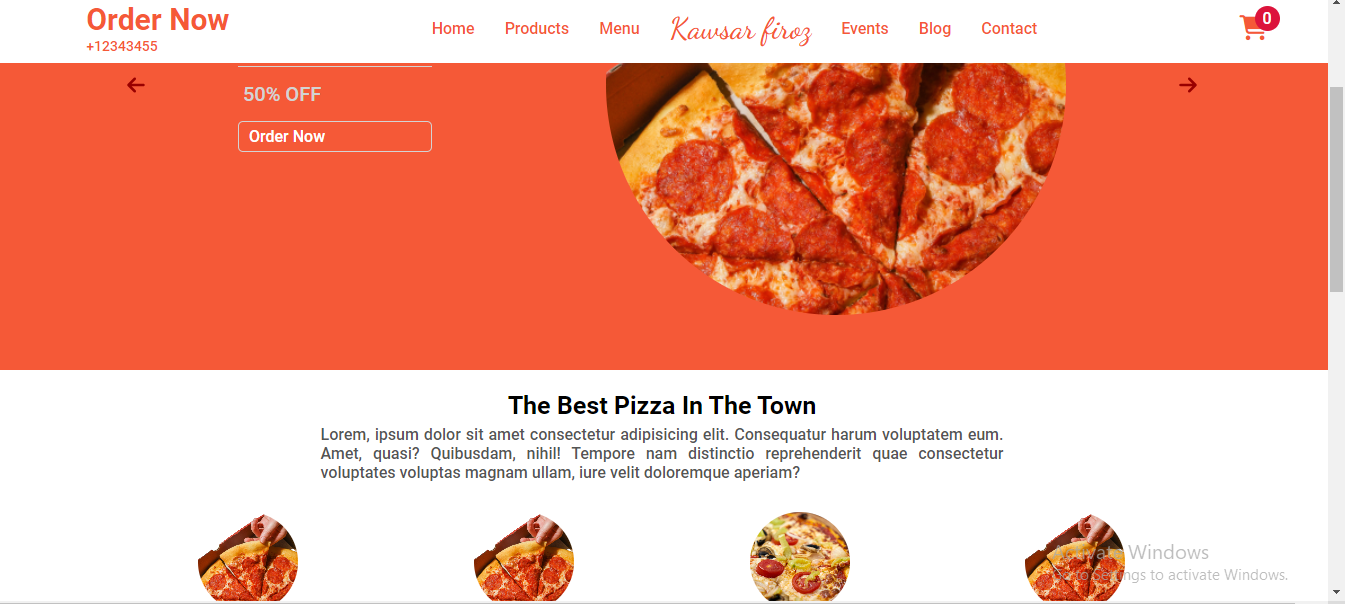 Order Now
+12343455
Home Products Menu Kawsar firoz Events Blog Contact
0
50% OFF
Order Now
The Best Pizza In The Town
Lorem, ipsum dolor sit amet consectetur adipisicing elit. Consequatur harum voluptatem eum.
Amet, quasi? Quibusdam, nihil! Tempore nam distinctio reprehenderit quae consectetur
voluptates voluptas magnam ullam, iure velit doloremque aperiam?
Activate Windows
Go to Settings to activate Windows.